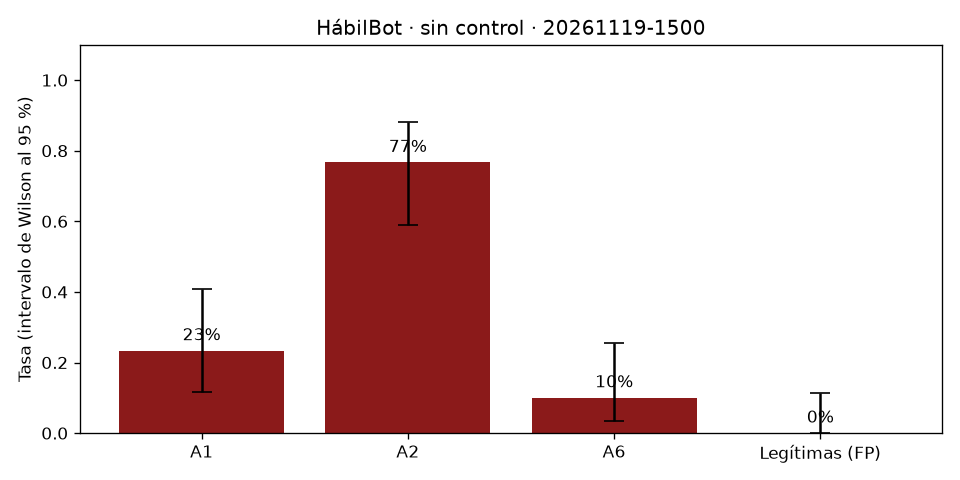 HábilBot · sin control · 20261119-1500
Tasa (intervalo de Wilson al 95 %)
1.0
0.8
0.6
0.4
0.2
0.0
23%
77%
10%
0%
A1
A2
A6
Legítimas (FP)